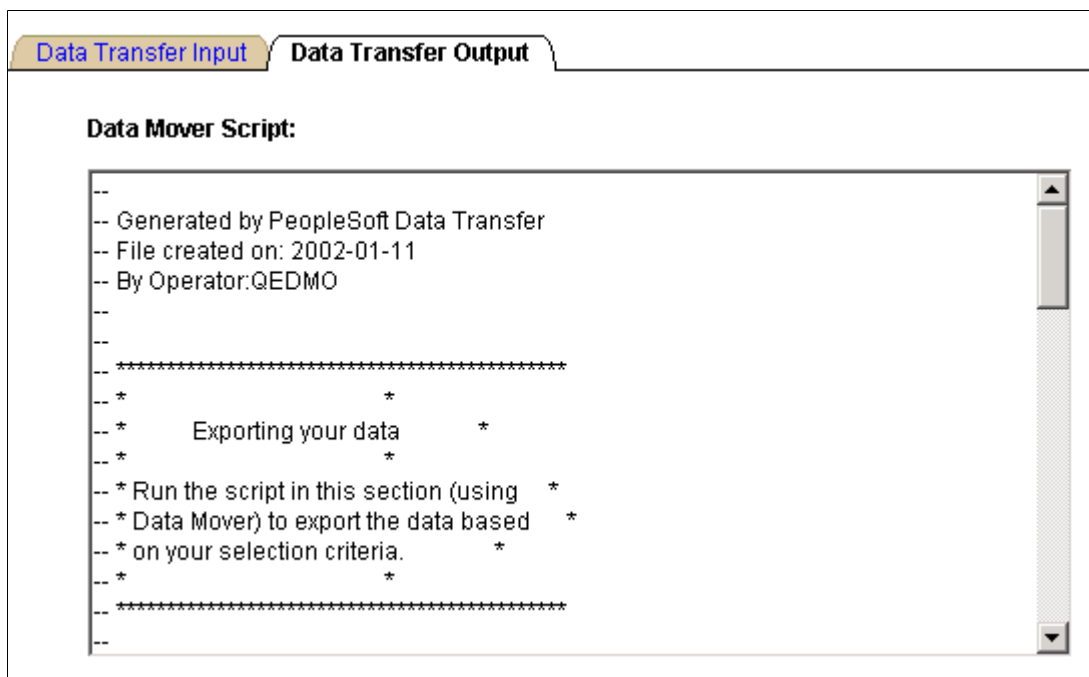 Data Transfer Input
Data Transfer Output
Data Mover Script:
--
-- Generated by PeopleSoft Data Transfer
-- File created on: 2002-01-11
-- By Operator:QEDMO
--
--
-- *********************************************
-- *                          *
-- *       Exporting your data        *
-- *                          *
-- * Run the script in this section (using   *
-- * Data Mover) to export the data based    *
-- * on your selection criteria.         *
-- *                          *
-- *********************************************
--